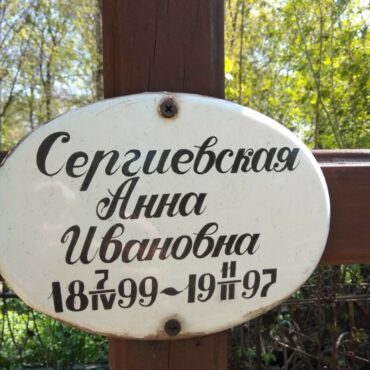 Сергиевская
Анна
Ивановна
18 7/IV 99 ~ 19 11/II 97